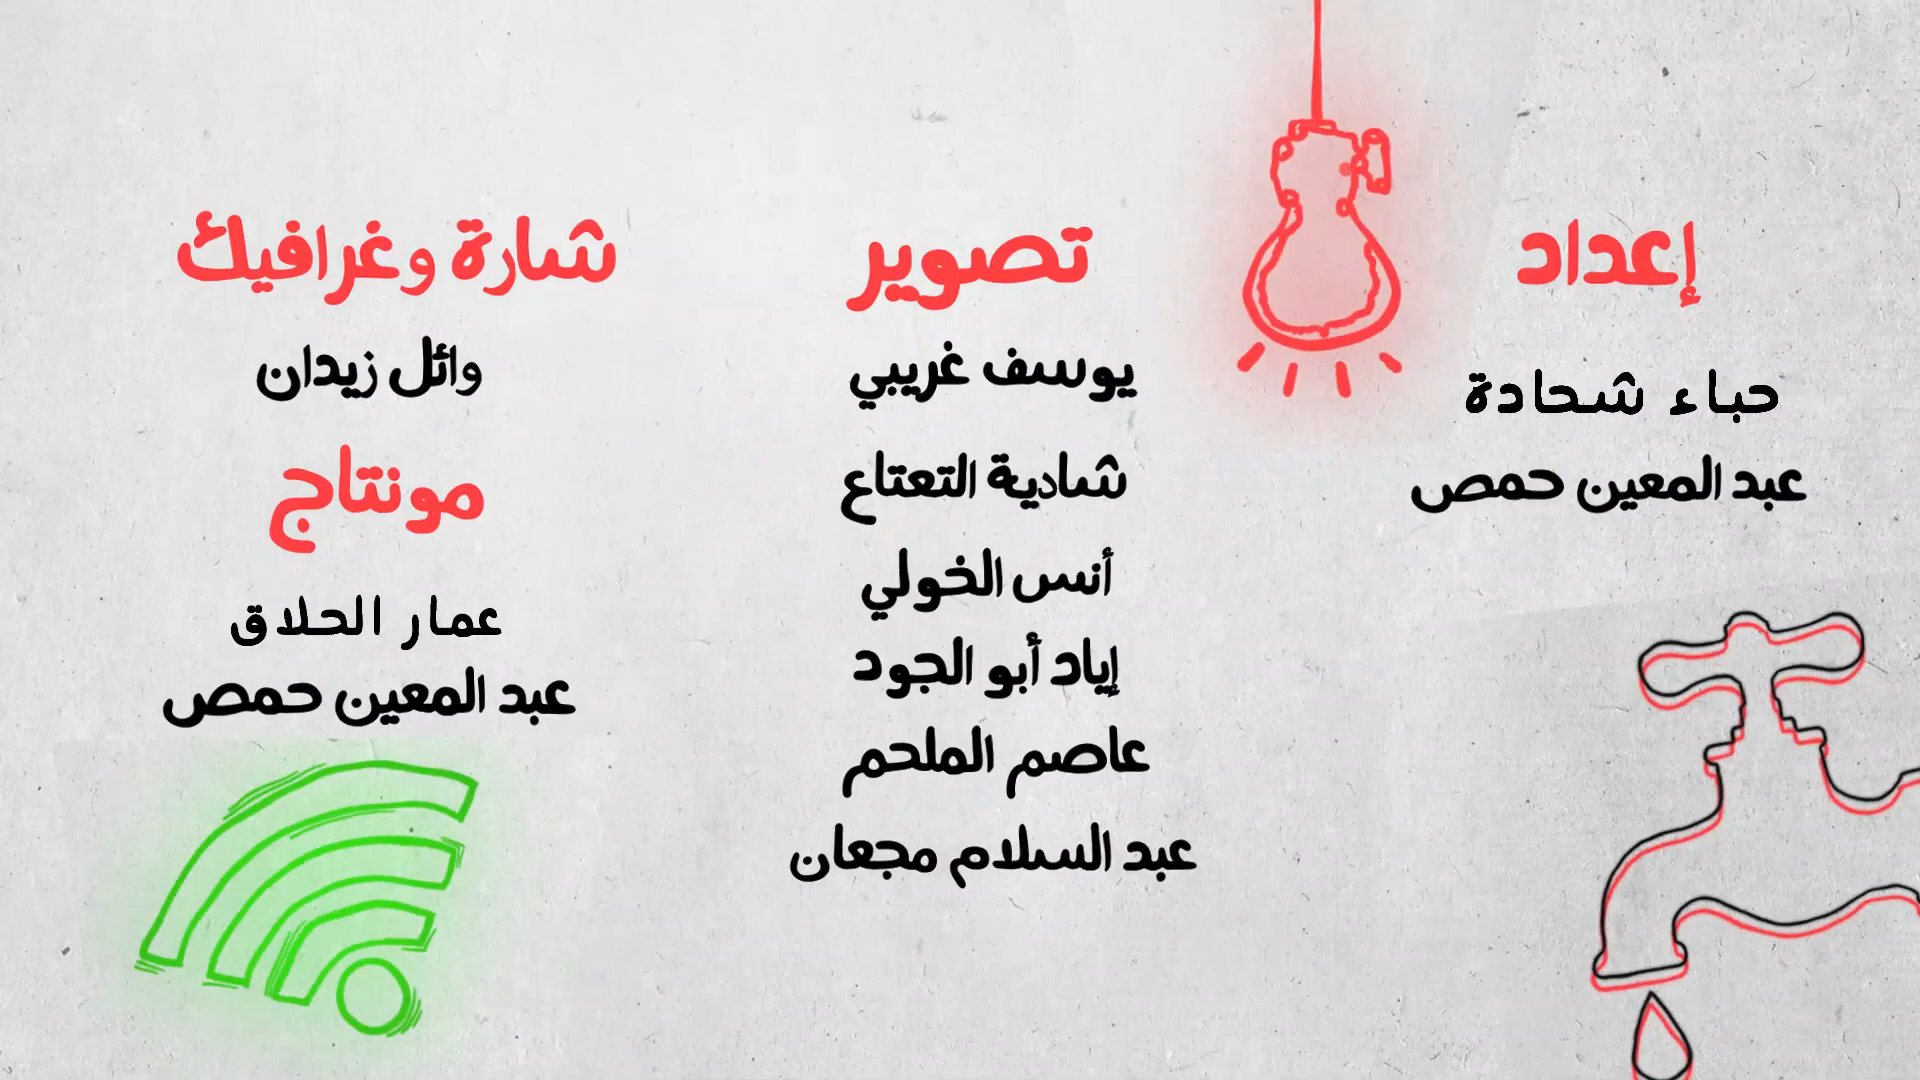 إعداد
حباء شحادة
عبد المعين حمص
تصوير
يوسف غريبي
شادية التعتاع
أنس الخولي
إياد أبو الجود
عاصم الملحم
عبد السلام مجعان
شارة وغرافيك
وائل زيدان
مونتاج
عمار الحلاق
عبد المعين حمص